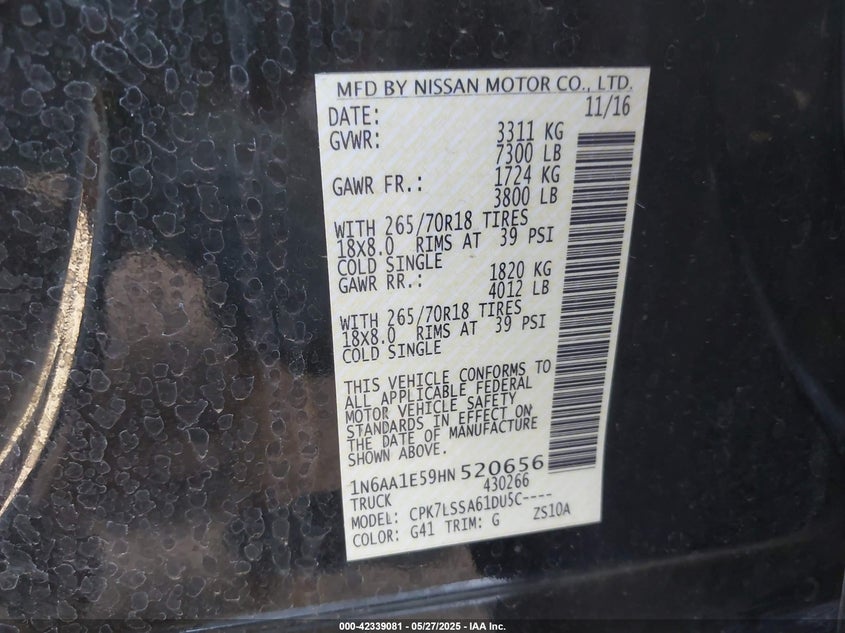 MFD BY NISSAN MOTOR CO., LTD.
DATE: 11/16
GVWR: 3311 KG
7300 LB
GAWR FR.: 1724 KG
3800 LB
WITH 265/70R18 TIRES
18X8.0 RIMS AT 39 PSI
COLD SINGLE
GAWR RR.: 1820 KG
4012 LB
WITH 265/70R18 TIRES
18X8.0 RIMS AT 39 PSI
COLD SINGLE
THIS VEHICLE CONFORMS TO
ALL APPLICABLE FEDERAL
MOTOR VEHICLE SAFETY
STANDARDS IN EFFECT ON
THE DATE OF MANUFACTURE
SHOWN ABOVE.
1N6AA1E59HN520656
TRUCK 430266
MODEL: CPK7LSSA61DU5C----
COLOR: G41 TRIM: G ZS10A
000-42339081 - 05/27/2025 - IAA Inc.